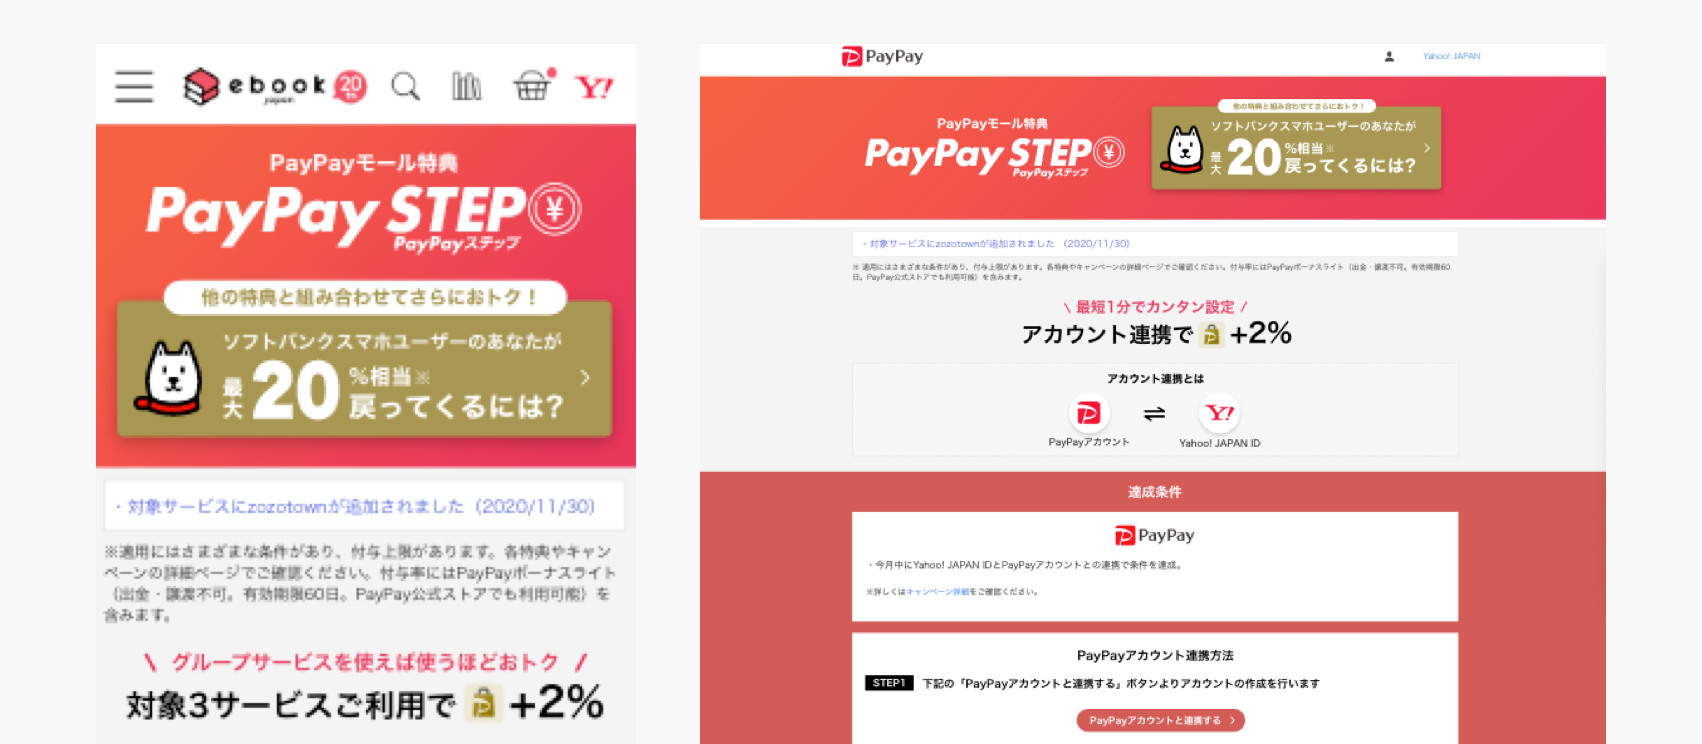 ebook
japan
20
Y!
PayPayモール特典
PayPay STEP ¥
PayPayステップ
他の特典と組み合わせてさらにおトク！
ソフトバンクスマホユーザーのあなたが
最大20%相当※
戻ってくるには?
・対象サービスにzozotownが追加されました（2020/11/30）
※適用にはさまざまな条件があり、付与上限があります。各特典やキャン
ペーンの詳細ページでご確認ください。付与率にはPayPayボーナスライト
（出金・譲渡不可。有効期限60日。PayPay公式ストアでも利用可能）を
含みます。
\ グループサービスを使えば使うほどおトク /
対象3サービスご利用で +2%
PayPay
Yahoo! JAPAN
PayPayモール特典
PayPay STEP ¥
PayPayステップ
他の特典と組み合わせてさらにおトク！
ソフトバンクスマホユーザーのあなたが
最大20%相当※
戻ってくるには?
・対象サービスにzozotownが追加されました （2020/11/30）
※ 適用にはさまざまな条件があり、付与上限があります。各特典やキャンペーンの詳細ページでご確認ください。付与率にはPayPayボーナスライト（出金・譲渡不可。有効期限60
日。PayPay公式ストアでも利用可能）を含みます。
\ 最短1分でカンタン設定 /
アカウント連携で +2%
アカウント連携とは
PayPayアカウント
Y!
Yahoo! JAPAN ID
達成条件
PayPay
・今月中にYahoo! JAPAN IDとPayPayアカウントとの連携で条件を達成。
※詳しくはキャンペーン詳細をご確認ください。
PayPayアカウント連携方法
STEP1 下記の「PayPayアカウントと連携する」ボタンよりアカウントの作成を行います
PayPayアカウントと連携する